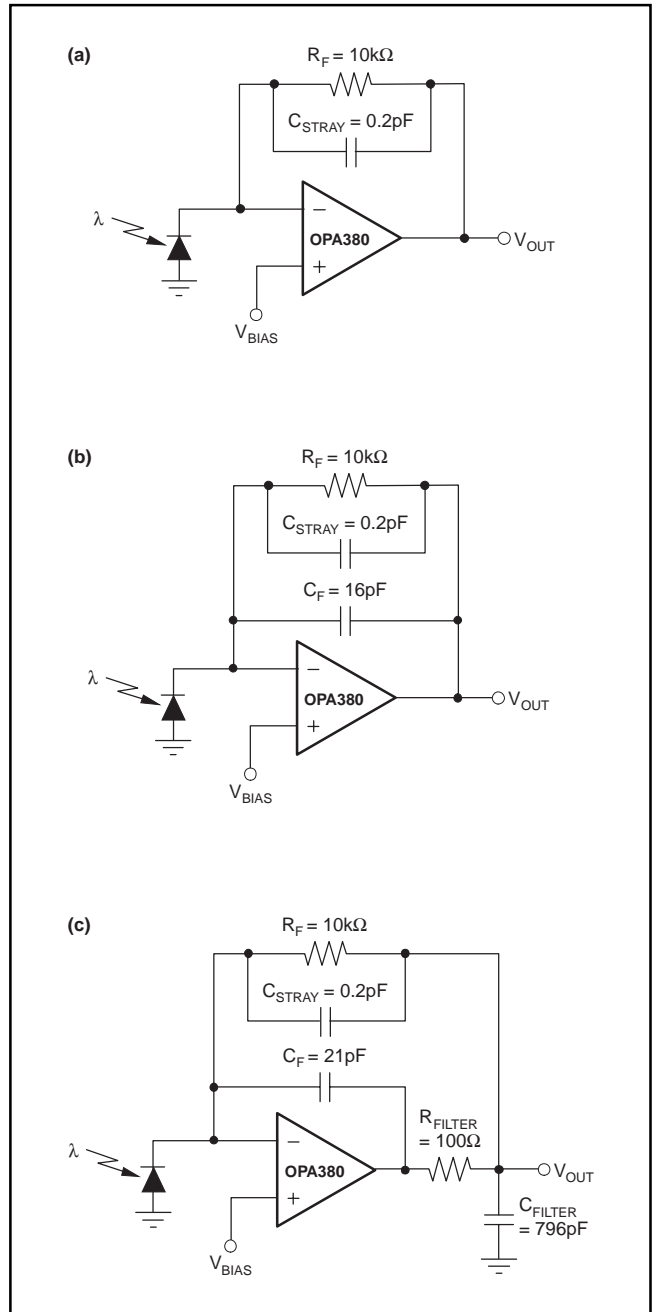 (a)
R_F = 10kΩ
C_STRAY = 0.2pF
λ
−
OPA380
+
V_OUT
V_BIAS
(b)
R_F = 10kΩ
C_STRAY = 0.2pF
C_F = 16pF
λ
−
OPA380
+
V_OUT
V_BIAS
(c)
R_F = 10kΩ
C_STRAY = 0.2pF
C_F = 21pF
R_FILTER
= 100Ω
λ
−
OPA380
+
V_OUT
C_FILTER
= 796pF
V_BIAS